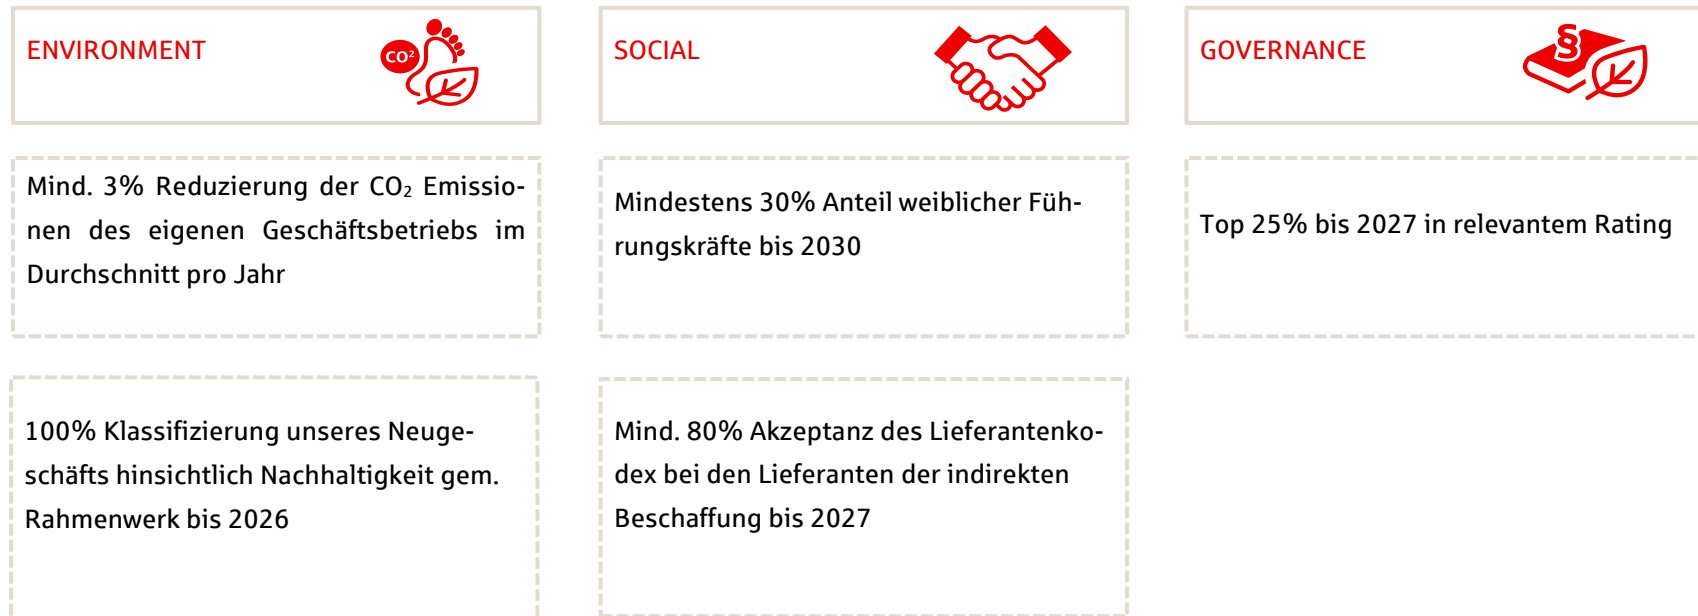 ENVIRONMENT
CO²
Mind. 3% Reduzierung der CO₂ Emissio-
nen des eigenen Geschäftsbetriebs im
Durchschnitt pro Jahr
100% Klassifizierung unseres Neuge-
schäfts hinsichtlich Nachhaltigkeit gem.
Rahmenwerk bis 2026
SOCIAL
Mindestens 30% Anteil weiblicher Füh-
rungskräfte bis 2030
Mind. 80% Akzeptanz des Lieferantenko-
dex bei den Lieferanten der indirekten
Beschaffung bis 2027
GOVERNANCE
§
Top 25% bis 2027 in relevantem Rating